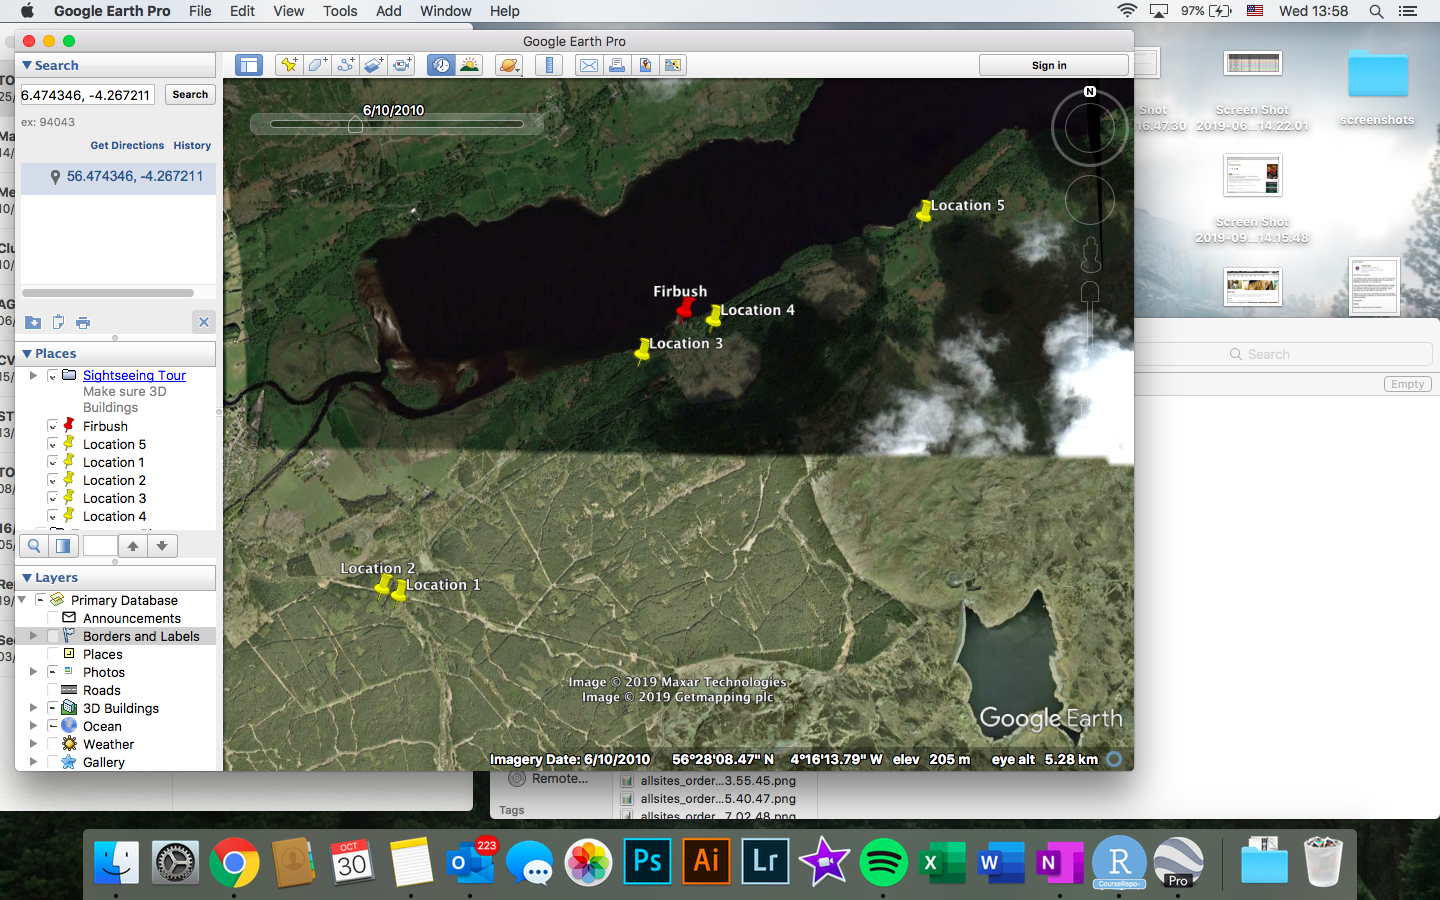 Google Earth Pro File Edit View Tools Add Window Help
97% Wed 13:58
Google Earth Pro
Search
6.474346, -4.267211 Search
ex: 94043
Get Directions History
56.474346, -4.267211
Places
Sightseeing Tour
Make sure 3D
Buildings
Firbush
Location 5
Location 1
Location 2
Location 3
Location 4
Layers
Primary Database
Announcements
Borders and Labels
Places
Photos
Roads
3D Buildings
Ocean
Weather
Gallery
Sign in
6/10/2010
N
Location 5
Firbush
Location 4
Location 3
Location 2
Location 1
Image © 2019 Maxar Technologies
Image © 2019 Getmapping plc
Google Earth
Imagery Date: 6/10/2010 56°28'08.47" N 4°16'13.79" W elev 205 m eye alt 5.28 km
Shot
16.47.30
Screen Shot
2019-06...14.22.01
screenshots
Screen Shot
2019-09...14.15.48
Search
Empty
Remote...
Tags
allsites_order...3.55.45.png
allsites_order...5.40.47.png
allsites_order...7.02.48.png
OCT
30
223
Ps
Ai
Lr
X
W
N
R
CourseRepo-
Pro